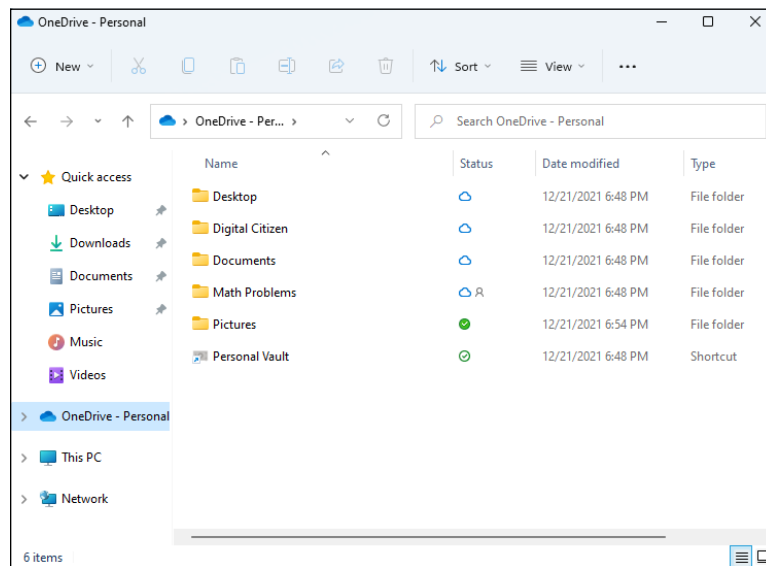 OneDrive - Personal
New Sort View
OneDrive - Per... Search OneDrive - Personal
Name Status Date modified Type
Quick access
Desktop 12/21/2021 6:48 PM File folder
Desktop
Digital Citizen 12/21/2021 6:48 PM File folder
Downloads
Documents 12/21/2021 6:48 PM File folder
Documents
Math Problems 12/21/2021 6:48 PM File folder
Pictures
Pictures 12/21/2021 6:54 PM File folder
Music
Personal Vault 12/21/2021 6:48 PM Shortcut
Videos
OneDrive - Personal
This PC
Network
6 items